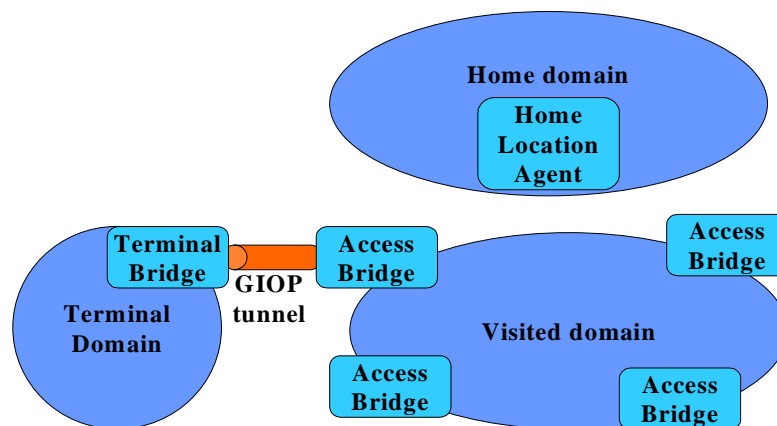 Home domain
Home
Location
Agent
Terminal
Bridge
GIOP
tunnel
Access
Bridge
Access
Bridge
Terminal
Domain
Visited domain
Access
Bridge
Access
Bridge